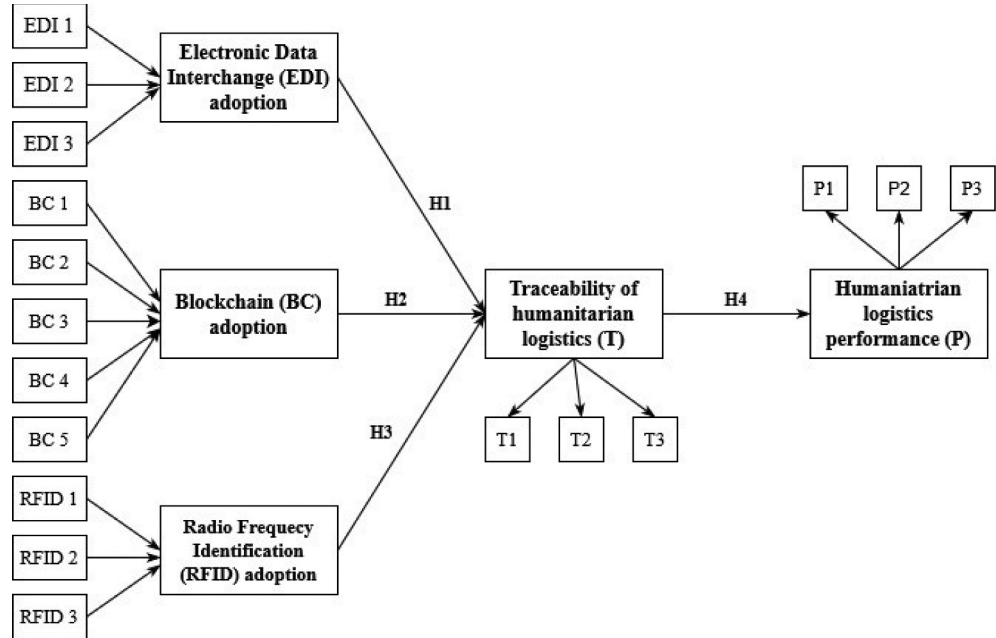 EDI 1
EDI 2
EDI 3
Electronic Data
Interchange (EDI)
adoption
BC 1
BC 2
BC 3
BC 4
BC 5
Blockchain (BC)
adoption
RFID 1
RFID 2
RFID 3
Radio Frequecy
Identification
(RFID) adoption
H1
H2
H3
Traceability of
humanitarian
logistics (T)
T1
T2
T3
H4
P1
P2
P3
Humaniatrian
logistics
performance (P)